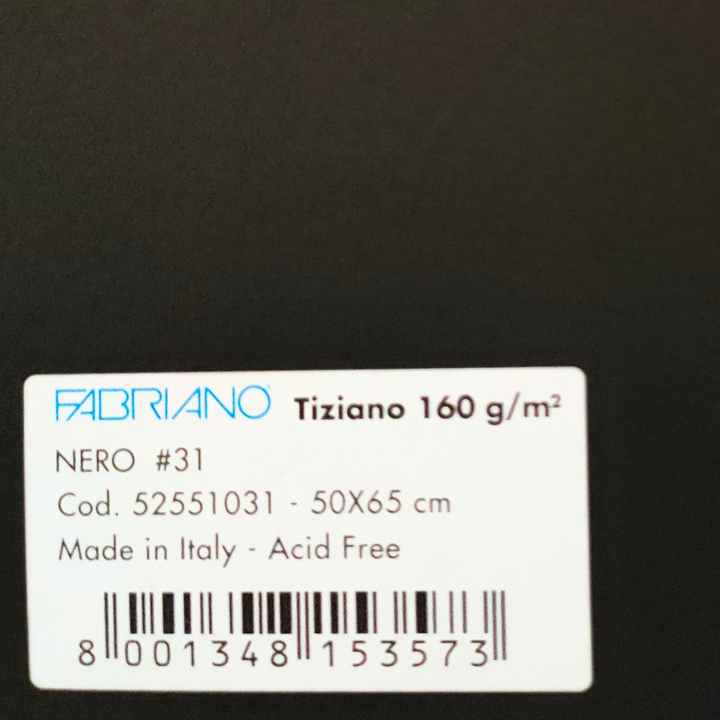 FABRIANO Tiziano 160 g/m²
NERO #31
Cod. 52551031 - 50X65 cm
Made in Italy - Acid Free
8 001348 153573